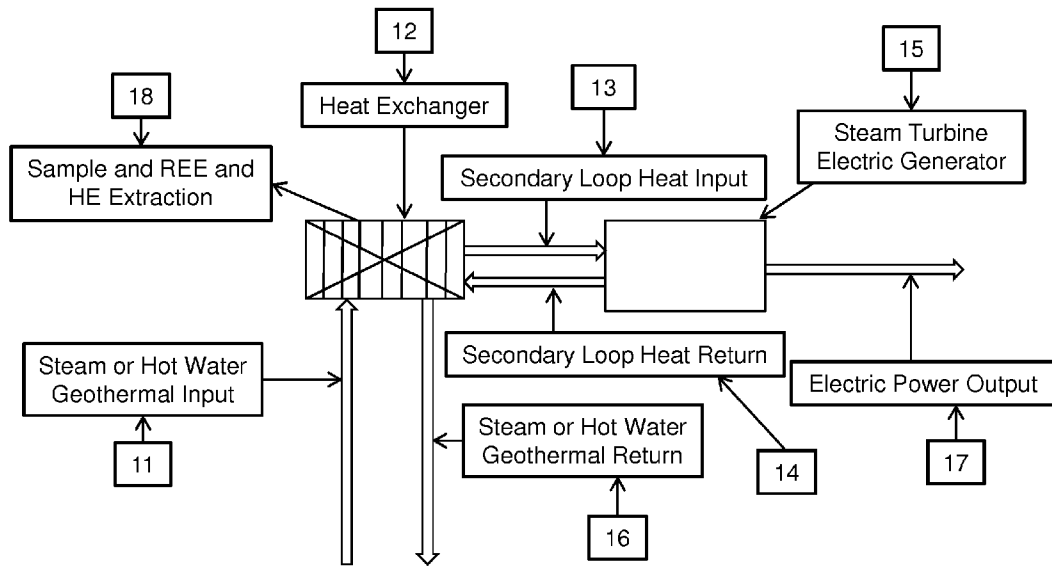 12
15
13
18
Heat Exchanger
Steam Turbine
Electric Generator
Sample and REE and
HE Extraction
Secondary Loop Heat Input
Secondary Loop Heat Return
Steam or Hot Water
Geothermal Input
Electric Power Output
Steam or Hot Water
Geothermal Return
11
14
17
16